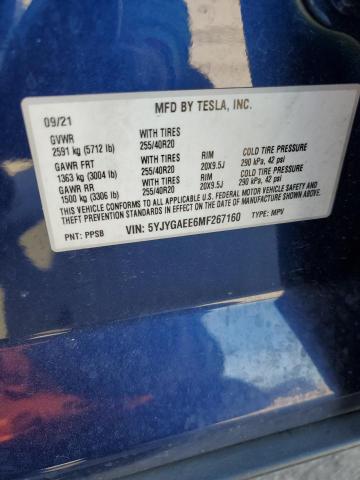 MFD BY TESLA, INC.
09/21
GVWR WITH TIRES
2591 kg (5712 lb) 255/40R20
GAWR FRT WITH TIRES RIM COLD TIRE PRESSURE
1363 kg (3004 lb) 255/40R20 20X9.5J 290 kPa, 42 psi
GAWR RR WITH TIRES RIM COLD TIRE PRESSURE
1500 kg (3306 lb) 255/40R20 20X9.5J 290 kPa, 42 psi
THIS VEHICLE CONFORMS TO ALL APPLICABLE U.S. FEDERAL MOTOR VEHICLE SAFETY AND
THEFT PREVENTION STANDARDS IN EFFECT ON THE
DATE OF MANUFACTURE SHOWN ABOVE.
PNT: PPSB VIN: 5YJYGAEE6MF267160 TYPE: MPV